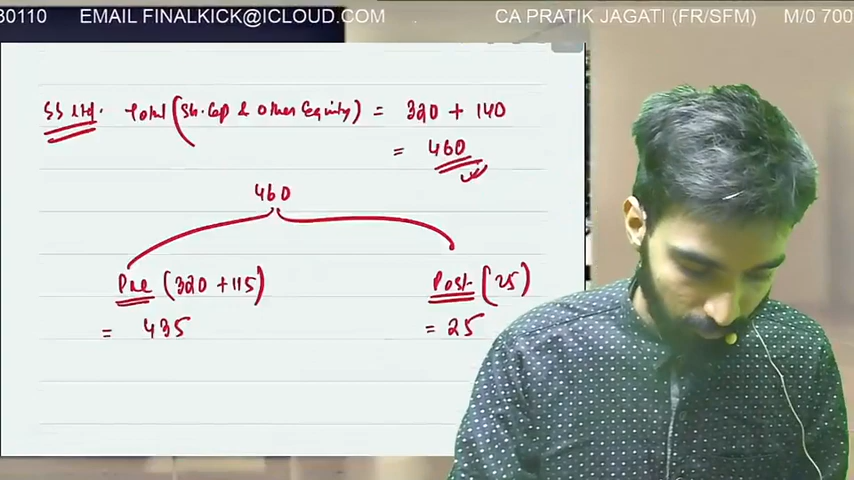 30110 EMAIL FINALKICK@ICLOUD.COM CA PRATIK JAGATI (FR/SFM) M/0 700
SS Ltd. Total (Sh. Cap & Other Equity) = 320 + 140
= 460
460
Pre (320 + 115) Post (25)
= 435 = 25